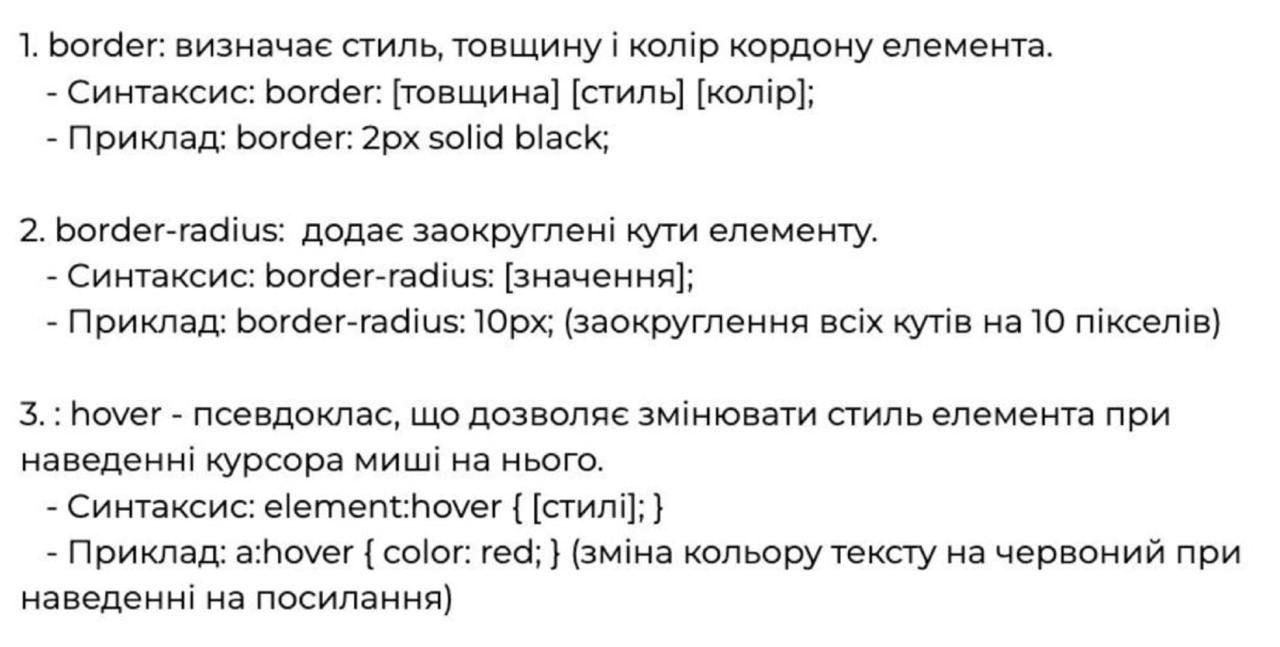 1. border: визначає стиль, товщину і колір кордону елемента.
- Синтаксис: border: [товщина] [стиль] [колір];
- Приклад: border: 2px solid black;
2. border-radius:  додає заокруглені кути елементу.
- Синтаксис: border-radius: [значення];
- Приклад: border-radius: 10px; (заокруглення всіх кутів на 10 пікселів)
3. : hover - псевдоклас, що дозволяє змінювати стиль елемента при
наведенні курсора миші на нього.
- Синтаксис: element:hover { [стилі]; }
- Приклад: a:hover { color: red; } (зміна кольору тексту на червоний при
наведенні на посилання)